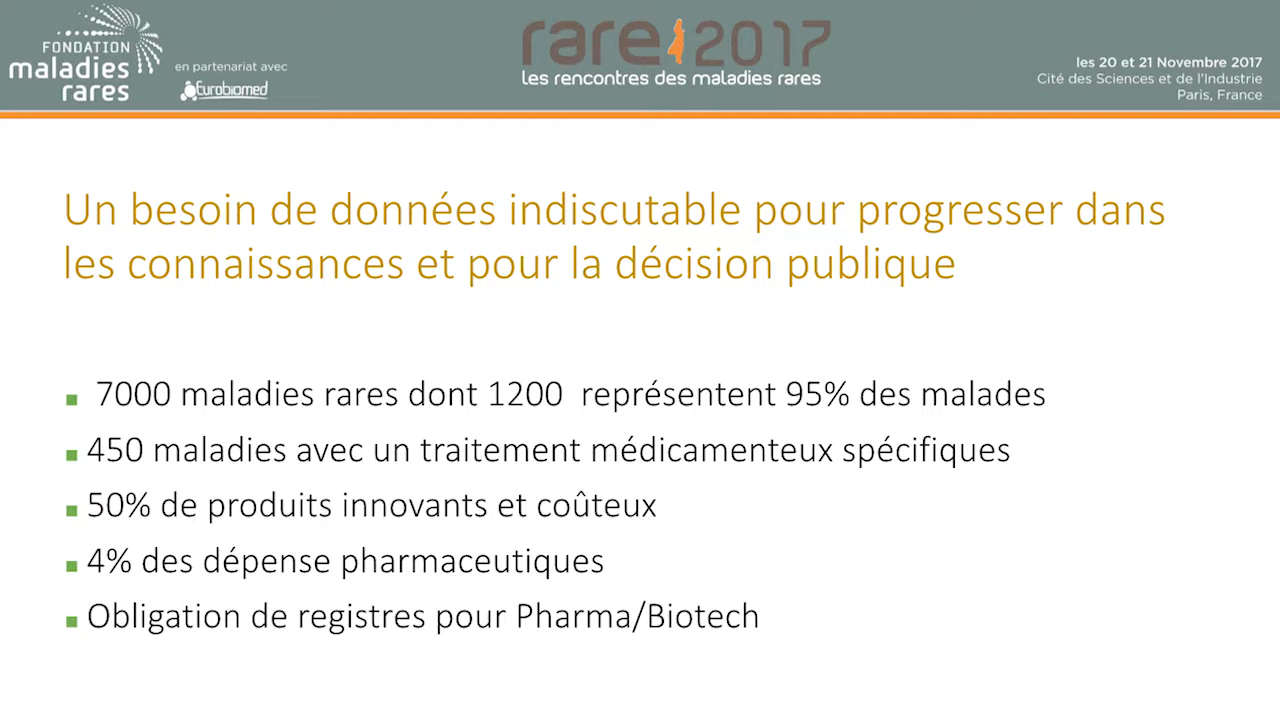 FONDATION
maladies
rares
en partenariat avec
Eurobiomed
rare 2017
les rencontres des maladies rares
les 20 et 21 Novembre 2017
Cité des Sciences et de l'Industrie
Paris, France
Un besoin de données indiscutable pour progresser dans
les connaissances et pour la décision publique
7000 maladies rares dont 1200 représentent 95% des malades
450 maladies avec un traitement médicamenteux spécifiques
50% de produits innovants et coûteux
4% des dépense pharmaceutiques
Obligation de registres pour Pharma/Biotech